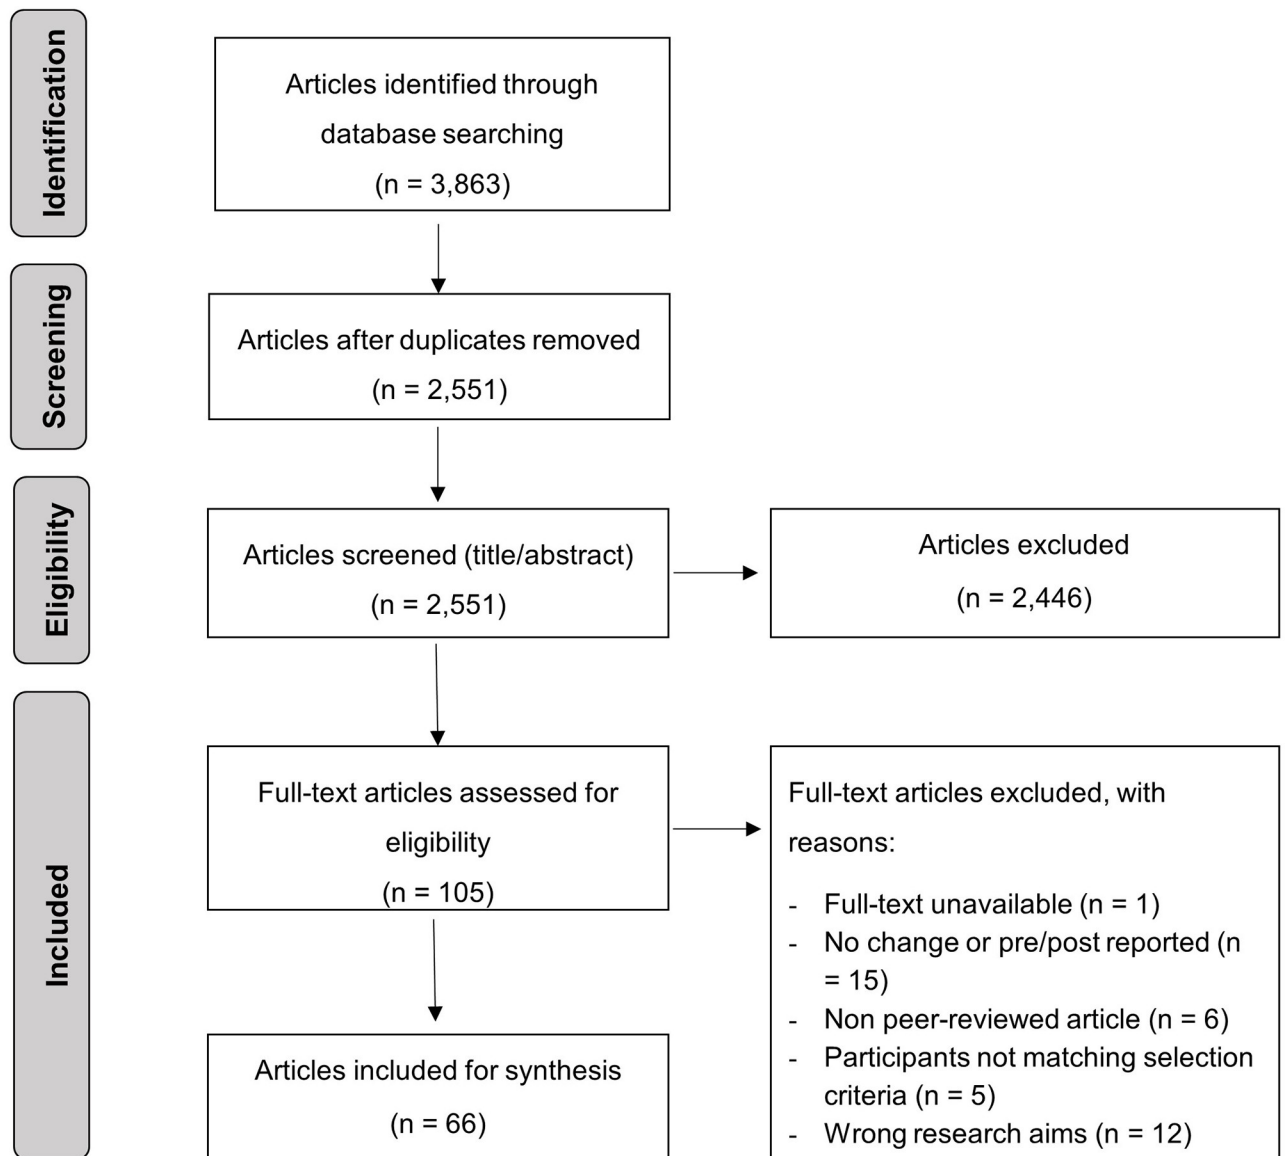 Identification
Articles identified through
database searching
(n = 3,863)
Screening
Articles after duplicates removed
(n = 2,551)
Eligibility
Articles screened (title/abstract)
(n = 2,551)
Articles excluded
(n = 2,446)
Included
Full-text articles assessed for
eligibility
(n = 105)
Full-text articles excluded, with
reasons:
- Full-text unavailable (n = 1)
- No change or pre/post reported (n
= 15)
- Non peer-reviewed article (n = 6)
- Participants not matching selection
criteria (n = 5)
- Wrong research aims (n = 12)
Articles included for synthesis
(n = 66)